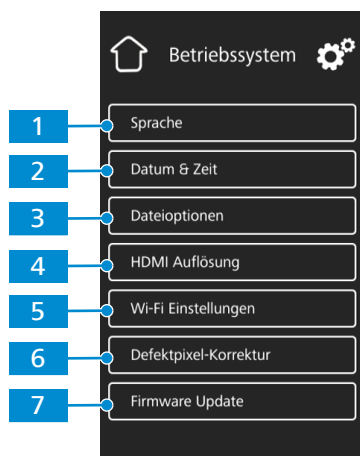 Betriebssystem
1 Sprache
2 Datum & Zeit
3 Dateioptionen
4 HDMI Auflösung
5 Wi-Fi Einstellungen
6 Defektpixel-Korrektur
7 Firmware Update